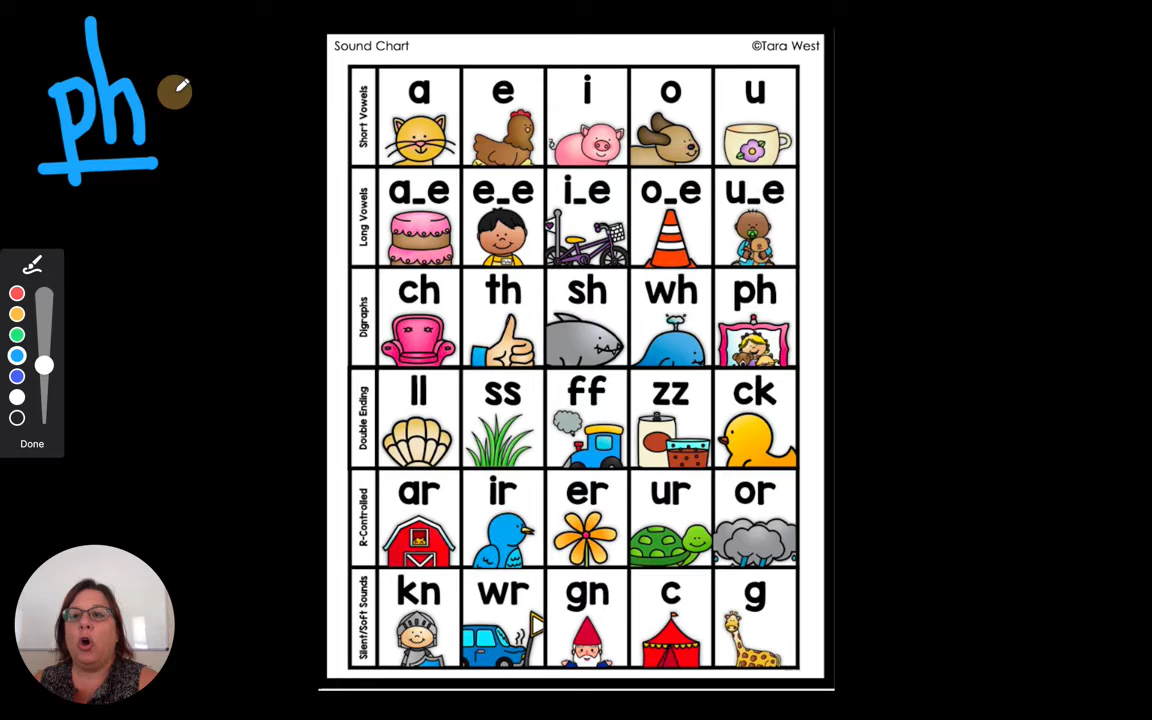 ph
Sound Chart ©Tara West
Short Vowels a e i o u
Long Vowels a_e e_e i_e o_e u_e
Digraphs ch th sh wh ph
Double Ending ll ss ff zz ck
R-Controlled ar ir er ur or
Silent/Soft Sounds kn wr gn c g
Done